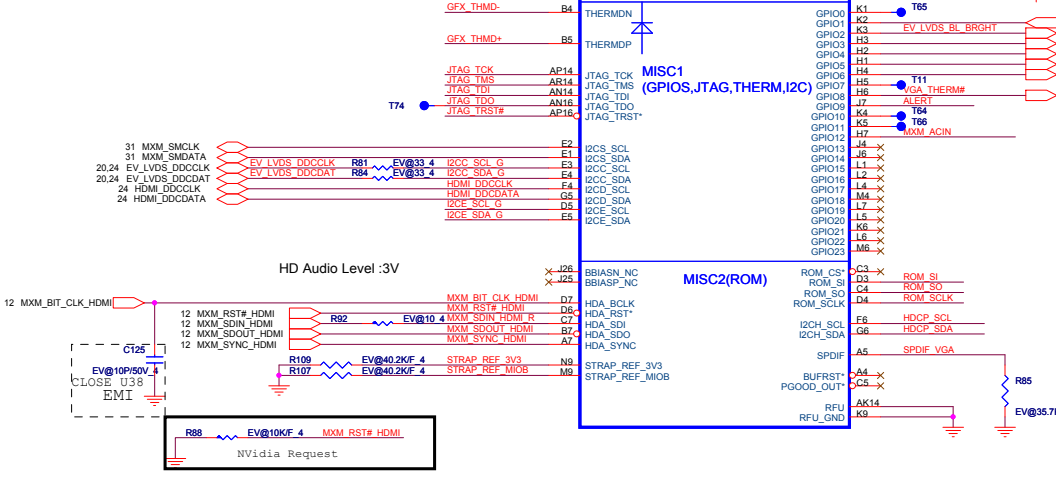 GFX_THMD- B4 THERMDN
GFX_THMD+ B5 THERMDP
JTAG_TCK AP14 JTAG_TCK
JTAG_TMS AR14 JTAG_TMS
JTAG_TDI AN14 JTAG_TDI
T74 JTAG_TDO AN16 JTAG_TDO
JTAG_TRST# AP16 JTAG_TRST*
MISC1
(GPIOS,JTAG,THERM,I2C)
GPIO0 K1 T65
GPIO1 K2
GPIO2 K3 EV_LVDS_BL_BRGHT
GPIO3 H3
GPIO4 H2
GPIO5 H1
GPIO6 H4
GPIO7 H5 T11
GPIO8 H6 VGA_THERM#
GPIO9 J7 ALERT
GPIO10 K4 T64
GPIO11 K5 T66
GPIO12 H7 MXM_ACIN
GPIO13 J4
GPIO14 J6
GPIO15 L1
GPIO16 L2
GPIO17 L4
GPIO18 M4
GPIO19 L7
GPIO20 L5
GPIO21 K6
GPIO22 L6
GPIO23 M6
31 MXM_SMCLK E2 I2CS_SCL
31 MXM_SMDATA E1 I2CS_SDA
20,24 EV_LVDS_DDCCLK EV_LVDS_DDCCLK R81 EV@33_4 I2CC_SCL_G E3 I2CC_SCL
20,24 EV_LVDS_DDCDAT EV_LVDS_DDCDAT R84 EV@33_4 I2CC_SDA_G E4 I2CC_SDA
24 HDMI_DDCCLK HDMI_DDCCLK F4 I2CD_SCL
24 HDMI_DDCDATA HDMI_DDCDATA G5 I2CD_SDA
I2CE_SCL_G D5 I2CE_SCL
I2CE_SDA_G E5 I2CE_SDA
HD Audio Level :3V
J26 BBIASN_NC
J25 BBIASP_NC
MISC2(ROM)
ROM_CS* C3
ROM_SI D3 ROM_SI
ROM_SO C4 ROM_SO
ROM_SCLK D4 ROM_SCLK
12 MXM_BIT_CLK_HDMI MXM_BIT_CLK_HDMI D7 HDA_BCLK
12 MXM_RST#_HDMI MXM_RST#_HDMI D6 HDA_RST*
12 MXM_SDIN_HDMI R92 EV@10_4 MXM_SDIN_HDMI_R C7 HDA_SDI
12 MXM_SDOUT_HDMI MXM_SDOUT_HDMI B7 HDA_SDO
12 MXM_SYNC_HDMI MXM_SYNC_HDMI A7 HDA_SYNC
I2CH_SCL F6 HDCP_SCL
I2CH_SDA G6 HDCP_SDA
C125
EV@10P/50V_4
CLOSE U38
EMI
R109 EV@40.2K/F_4 STRAP_REF_3V3 N9 STRAP_REF_3V3
R107 EV@40.2K/F_4 STRAP_REF_MIOB M9 STRAP_REF_MIOB
SPDIF A5 SPDIF_VGA
BUFRST* A4
PGOOD_OUT* C5
R85
RFU AK14
RFU_GND K9
R88 EV@10K/F_4 MXM_RST#_HDMI
NVidia Request